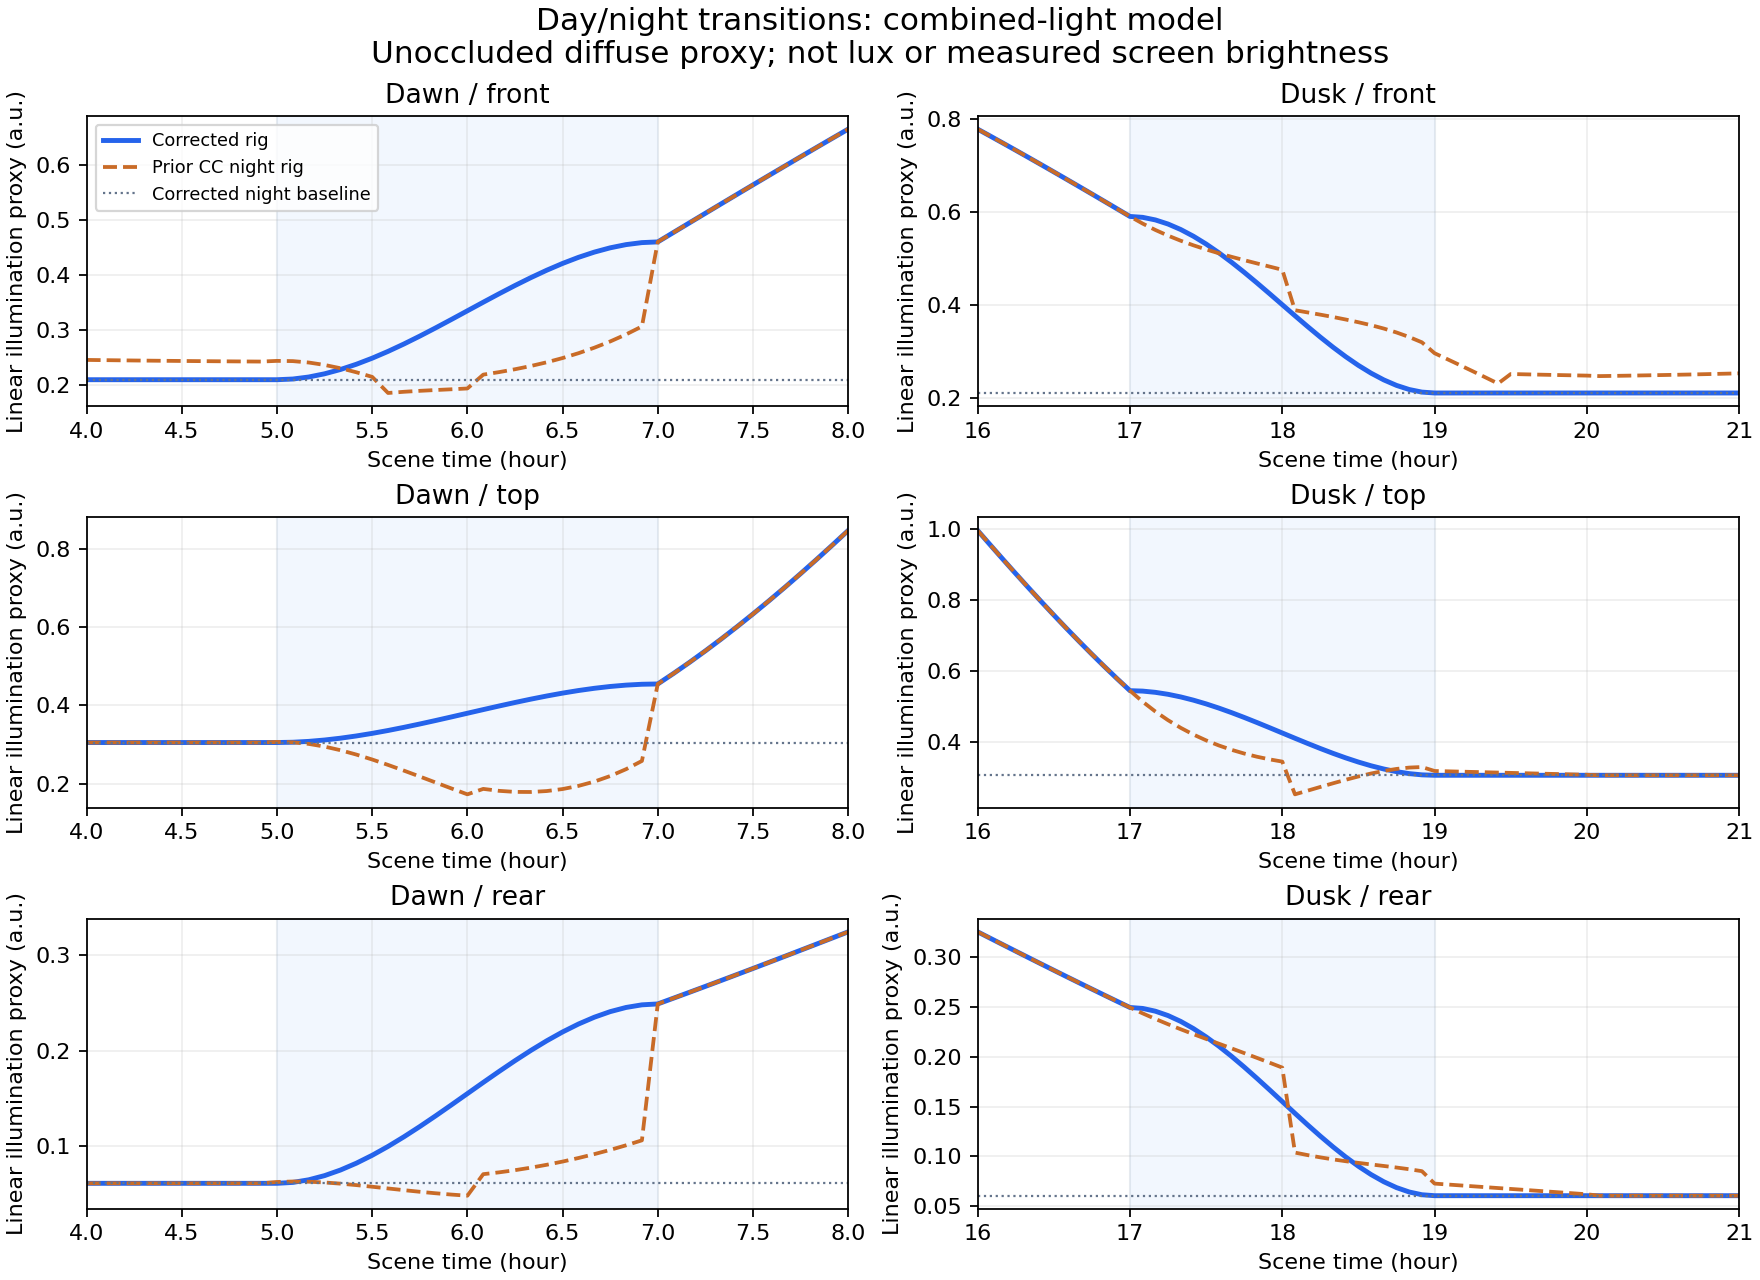 Day/night transitions: combined-light model
Unoccluded diffuse proxy; not lux or measured screen brightness
Dawn / front
Linear illumination proxy (a.u.)
0.6
0.5
0.4
0.3
0.2
Corrected rig
Prior CC night rig
Corrected night baseline
4.0 4.5 5.0 5.5 6.0 6.5 7.0 7.5 8.0
Scene time (hour)
Dusk / front
Linear illumination proxy (a.u.)
0.8
0.6
0.4
0.2
16 17 18 19 20 21
Scene time (hour)
Dawn / top
Linear illumination proxy (a.u.)
0.8
0.6
0.4
0.2
4.0 4.5 5.0 5.5 6.0 6.5 7.0 7.5 8.0
Scene time (hour)
Dusk / top
Linear illumination proxy (a.u.)
1.0
0.8
0.6
0.4
16 17 18 19 20 21
Scene time (hour)
Dawn / rear
Linear illumination proxy (a.u.)
0.3
0.2
0.1
4.0 4.5 5.0 5.5 6.0 6.5 7.0 7.5 8.0
Scene time (hour)
Dusk / rear
Linear illumination proxy (a.u.)
0.30
0.25
0.20
0.15
0.10
0.05
16 17 18 19 20 21
Scene time (hour)